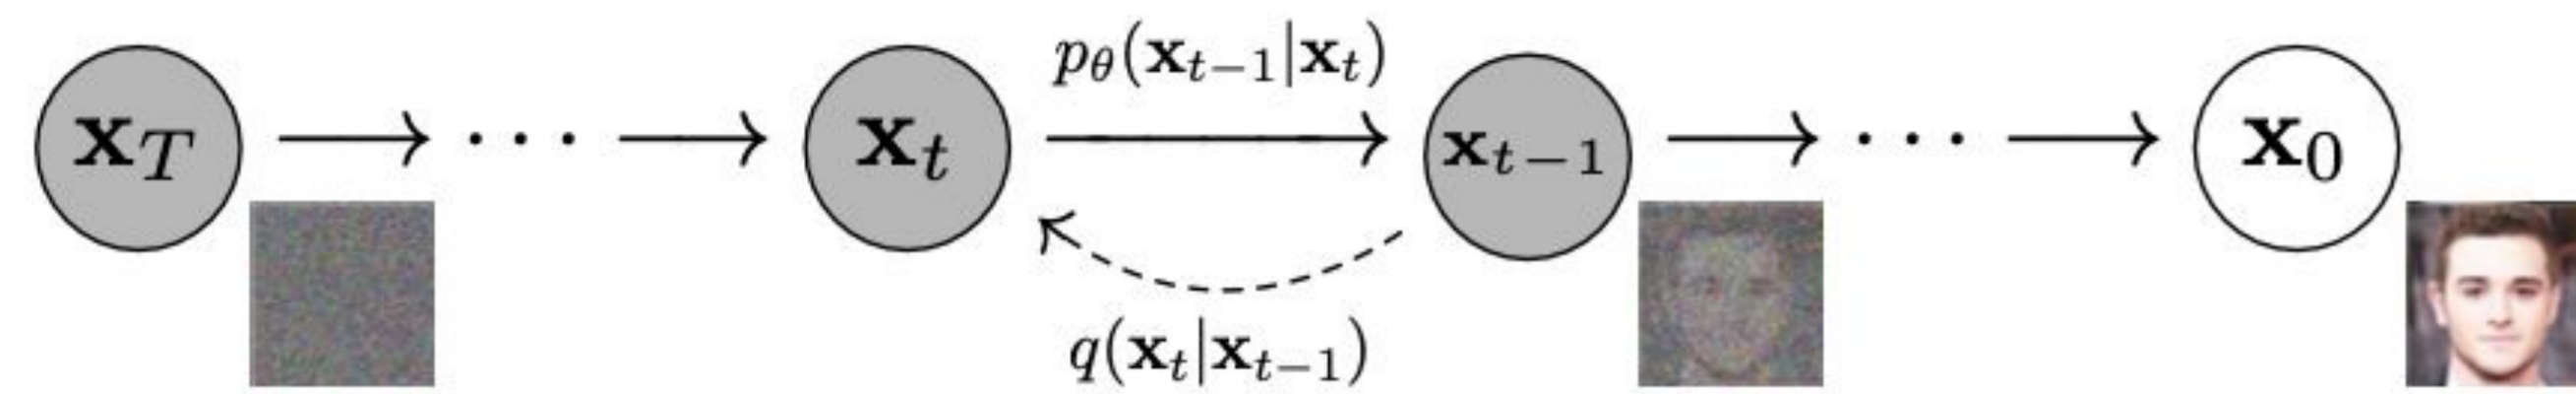 p_θ(x_{t−1}|x_t)
x_T → ··· → x_t → x_{t−1} → ··· → x_0
q(x_t|x_{t−1})